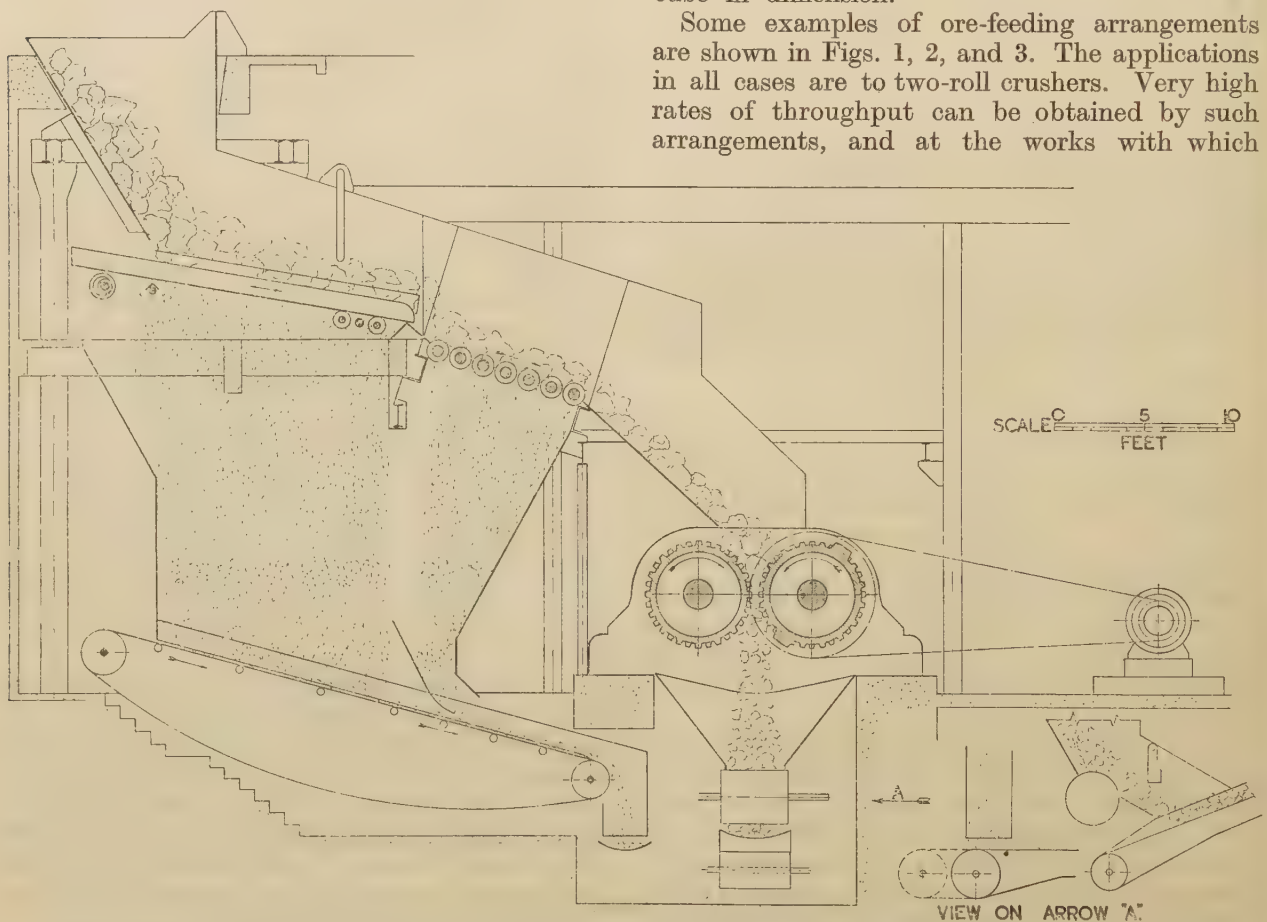 Some examples of ore-feeding arrangements
are shown in Figs. 1, 2, and 3. The applications
in all cases are to two-roll crushers. Very high
rates of throughput can be obtained by such
arrangements, and at the works with which
SCALE 0 5 10
FEET
A
VIEW ON ARROW "A".